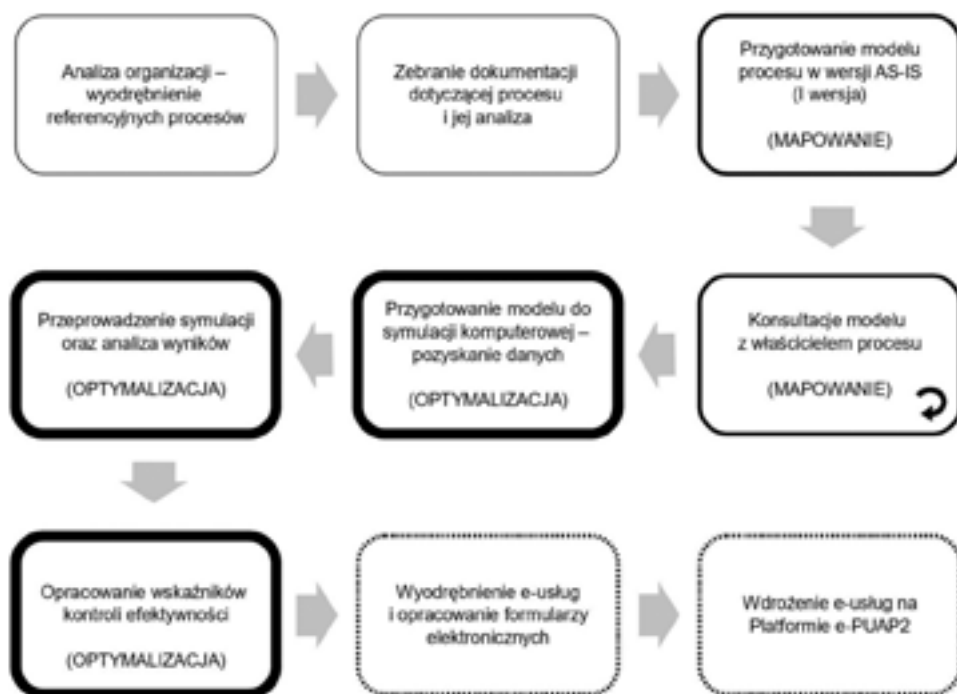 Analiza organizacji –
wyodrębnienie
referencyjnych procesów
Zebranie dokumentacji
dotyczącej procesu
i jej analiza
Przygotowanie modelu
procesu w wersji AS-IS
(I wersja)
(MAPOWANIE)
Konsultacje modelu
z właścicielem procesu
(MAPOWANIE)
Przygotowanie modelu do
symulacji komputerowej –
pozyskanie danych
(OPTYMALIZACJA)
Przeprowadzenie symulacji
oraz analiza wyników
(OPTYMALIZACJA)
Opracowanie wskaźników
kontroli efektywności
(OPTYMALIZACJA)
Wyodrębnienie e-usług
i opracowanie formularzy
elektronicznych
Wdrożenie e-usług na
Platformie e-PUAP2